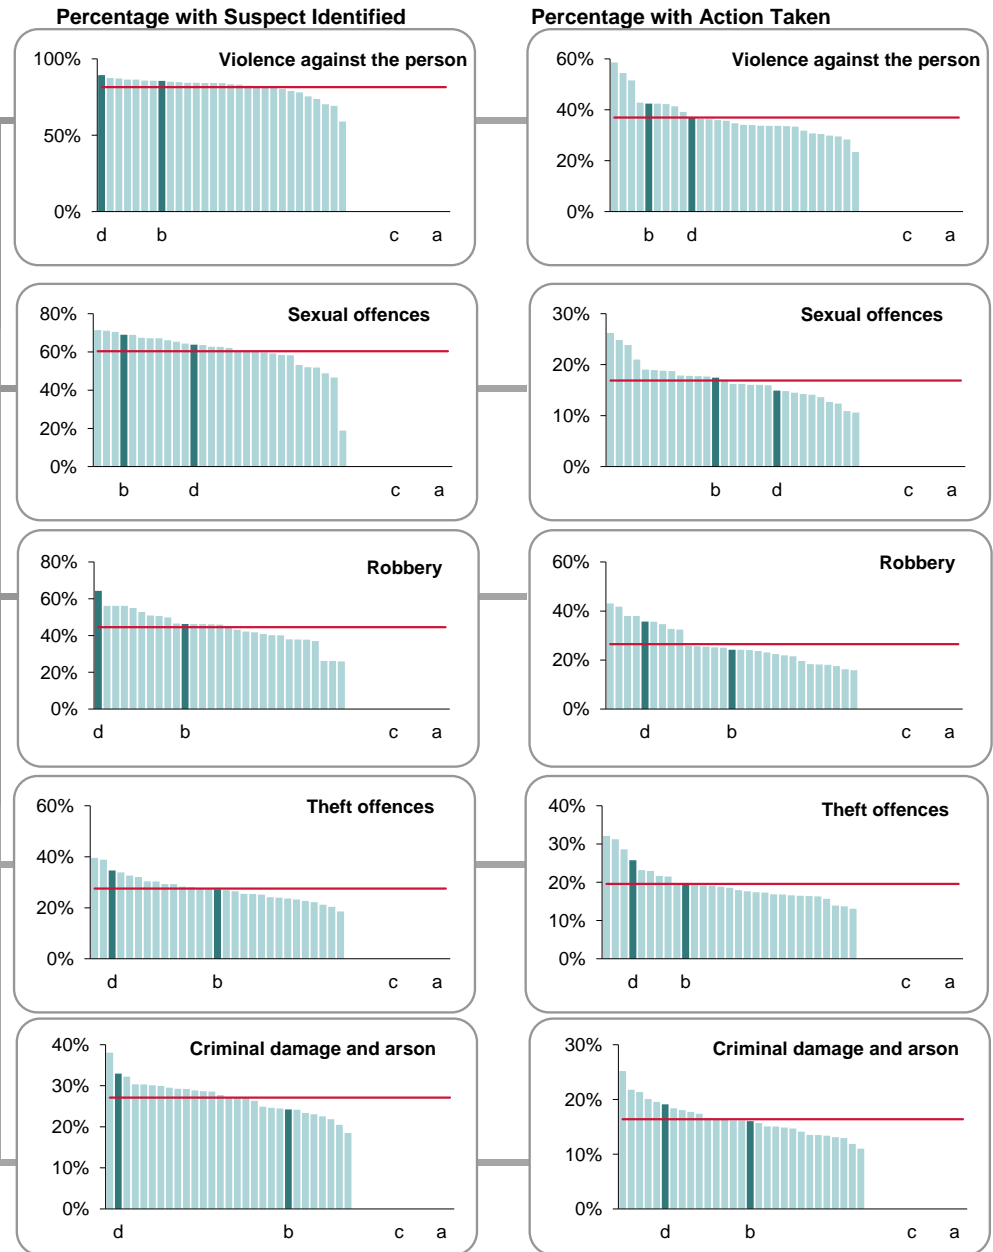 Percentage with Suspect Identified
Percentage with Action Taken
Violence against the person
100%
50%
0%
d b c a
Violence against the person
60%
40%
20%
0%
b d c a
Sexual offences
80%
60%
40%
20%
0%
b d c a
Sexual offences
30%
20%
10%
0%
b d c a
Robbery
80%
60%
40%
20%
0%
d b c a
Robbery
60%
40%
20%
0%
d b c a
Theft offences
60%
40%
20%
0%
d b c a
Theft offences
40%
30%
20%
10%
0%
d b c a
Criminal damage and arson
40%
30%
20%
10%
0%
d b c a
Criminal damage and arson
30%
20%
10%
0%
d b c a